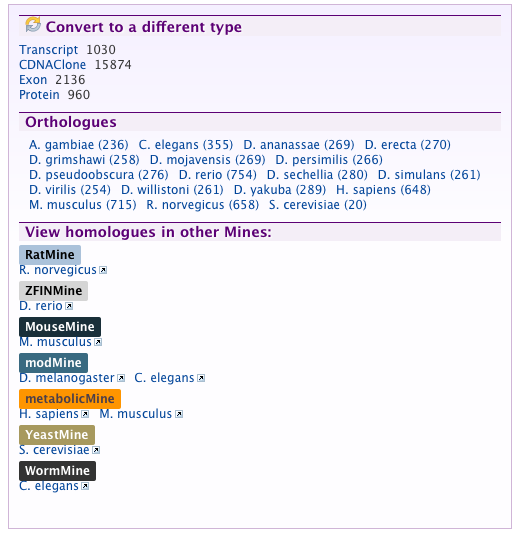 Convert to a different type
Transcript 1030
CDNAClone 15874
Exon 2136
Protein 960
Orthologues
A. gambiae (236) C. elegans (355) D. ananassae (269) D. erecta (270)
D. grimshawi (258) D. mojavensis (269) D. persimilis (266)
D. pseudoobscura (276) D. rerio (754) D. sechellia (280) D. simulans (261)
D. virilis (254) D. willistoni (261) D. yakuba (289) H. sapiens (648)
M. musculus (715) R. norvegicus (658) S. cerevisiae (20)
View homologues in other Mines:
RatMine
R. norvegicus
ZFINMine
D. rerio
MouseMine
M. musculus
modMine
D. melanogaster C. elegans
metabolicMine
H. sapiens M. musculus
YeastMine
S. cerevisiae
WormMine
C. elegans